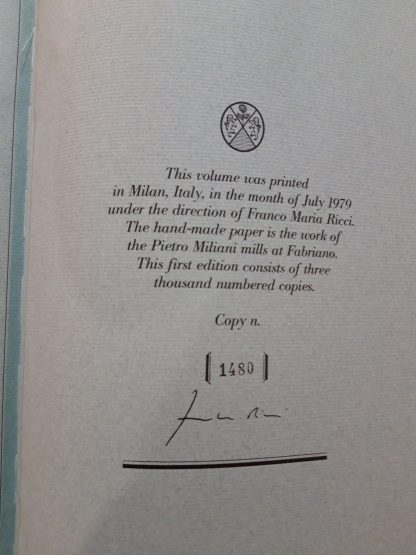 This volume was printed
in Milan, Italy, in the month of July 1979
under the direction of Franco Maria Ricci.
The hand-made paper is the work of
the Pietro Miliani mills at Fabriano.
This first edition consists of three
thousand numbered copies.
Copy n.
1480